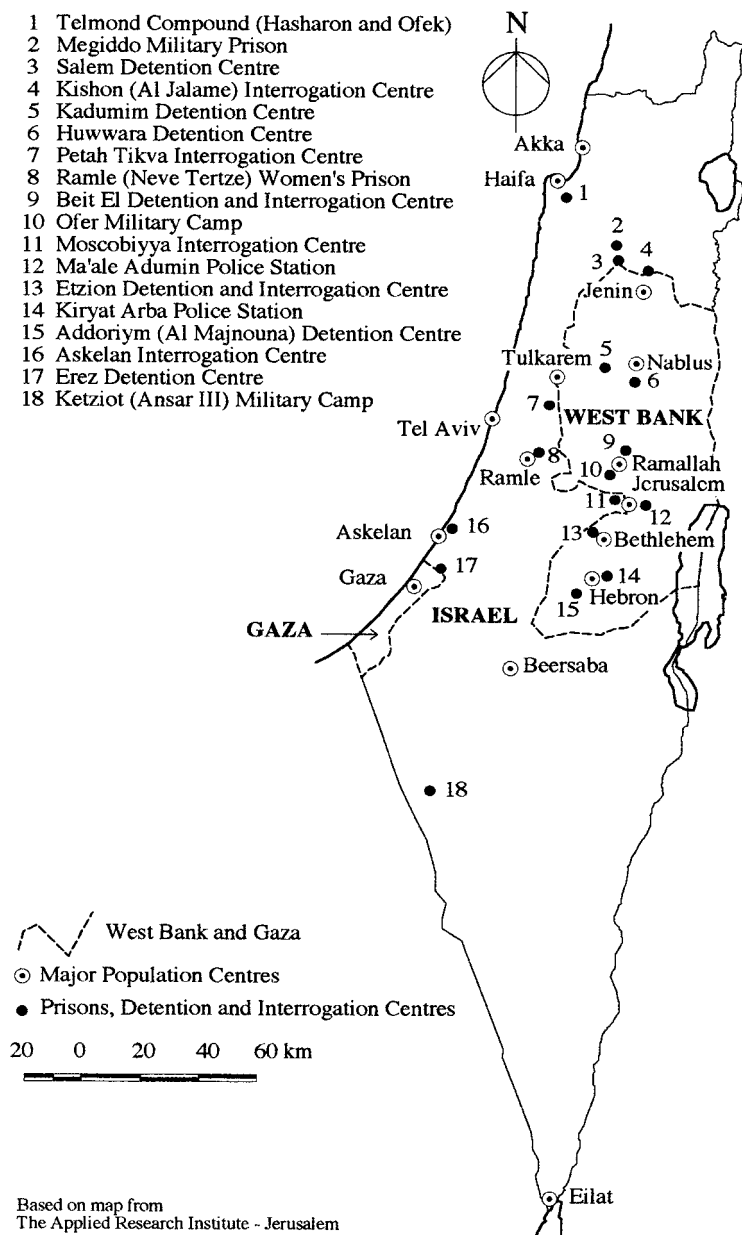 1 Telmond Compound (Hasharon and Ofek)
2 Megiddo Military Prison
3 Salem Detention Centre
4 Kishon (Al Jalame) Interrogation Centre
5 Kadumim Detention Centre
6 Huwwara Detention Centre
7 Petah Tikva Interrogation Centre
8 Ramle (Neve Tertze) Women's Prison
9 Beit El Detention and Interrogation Centre
10 Ofer Military Camp
11 Moscobiyya Interrogation Centre
12 Ma'ale Adumin Police Station
13 Etzion Detention and Interrogation Centre
14 Kiryat Arba Police Station
15 Addoriym (Al Majnouna) Detention Centre
16 Askelan Interrogation Centre
17 Erez Detention Centre
18 Ketziot (Ansar III) Military Camp
N
Akka
Haifa
1
2
3
4
Jenin
Tulkarem
5
Nablus
6
7
WEST BANK
Tel Aviv
8
9
Ramle
10
Ramallah
Jerusalem
11
12
Askelan
16
13
Bethlehem
17
Gaza
14
15
Hebron
GAZA
ISRAEL
Beersaba
18
West Bank and Gaza
Major Population Centres
Prisons, Detention and Interrogation Centres
20 0 20 40 60 km
Eilat
Based on map from
The Applied Research Institute - Jerusalem